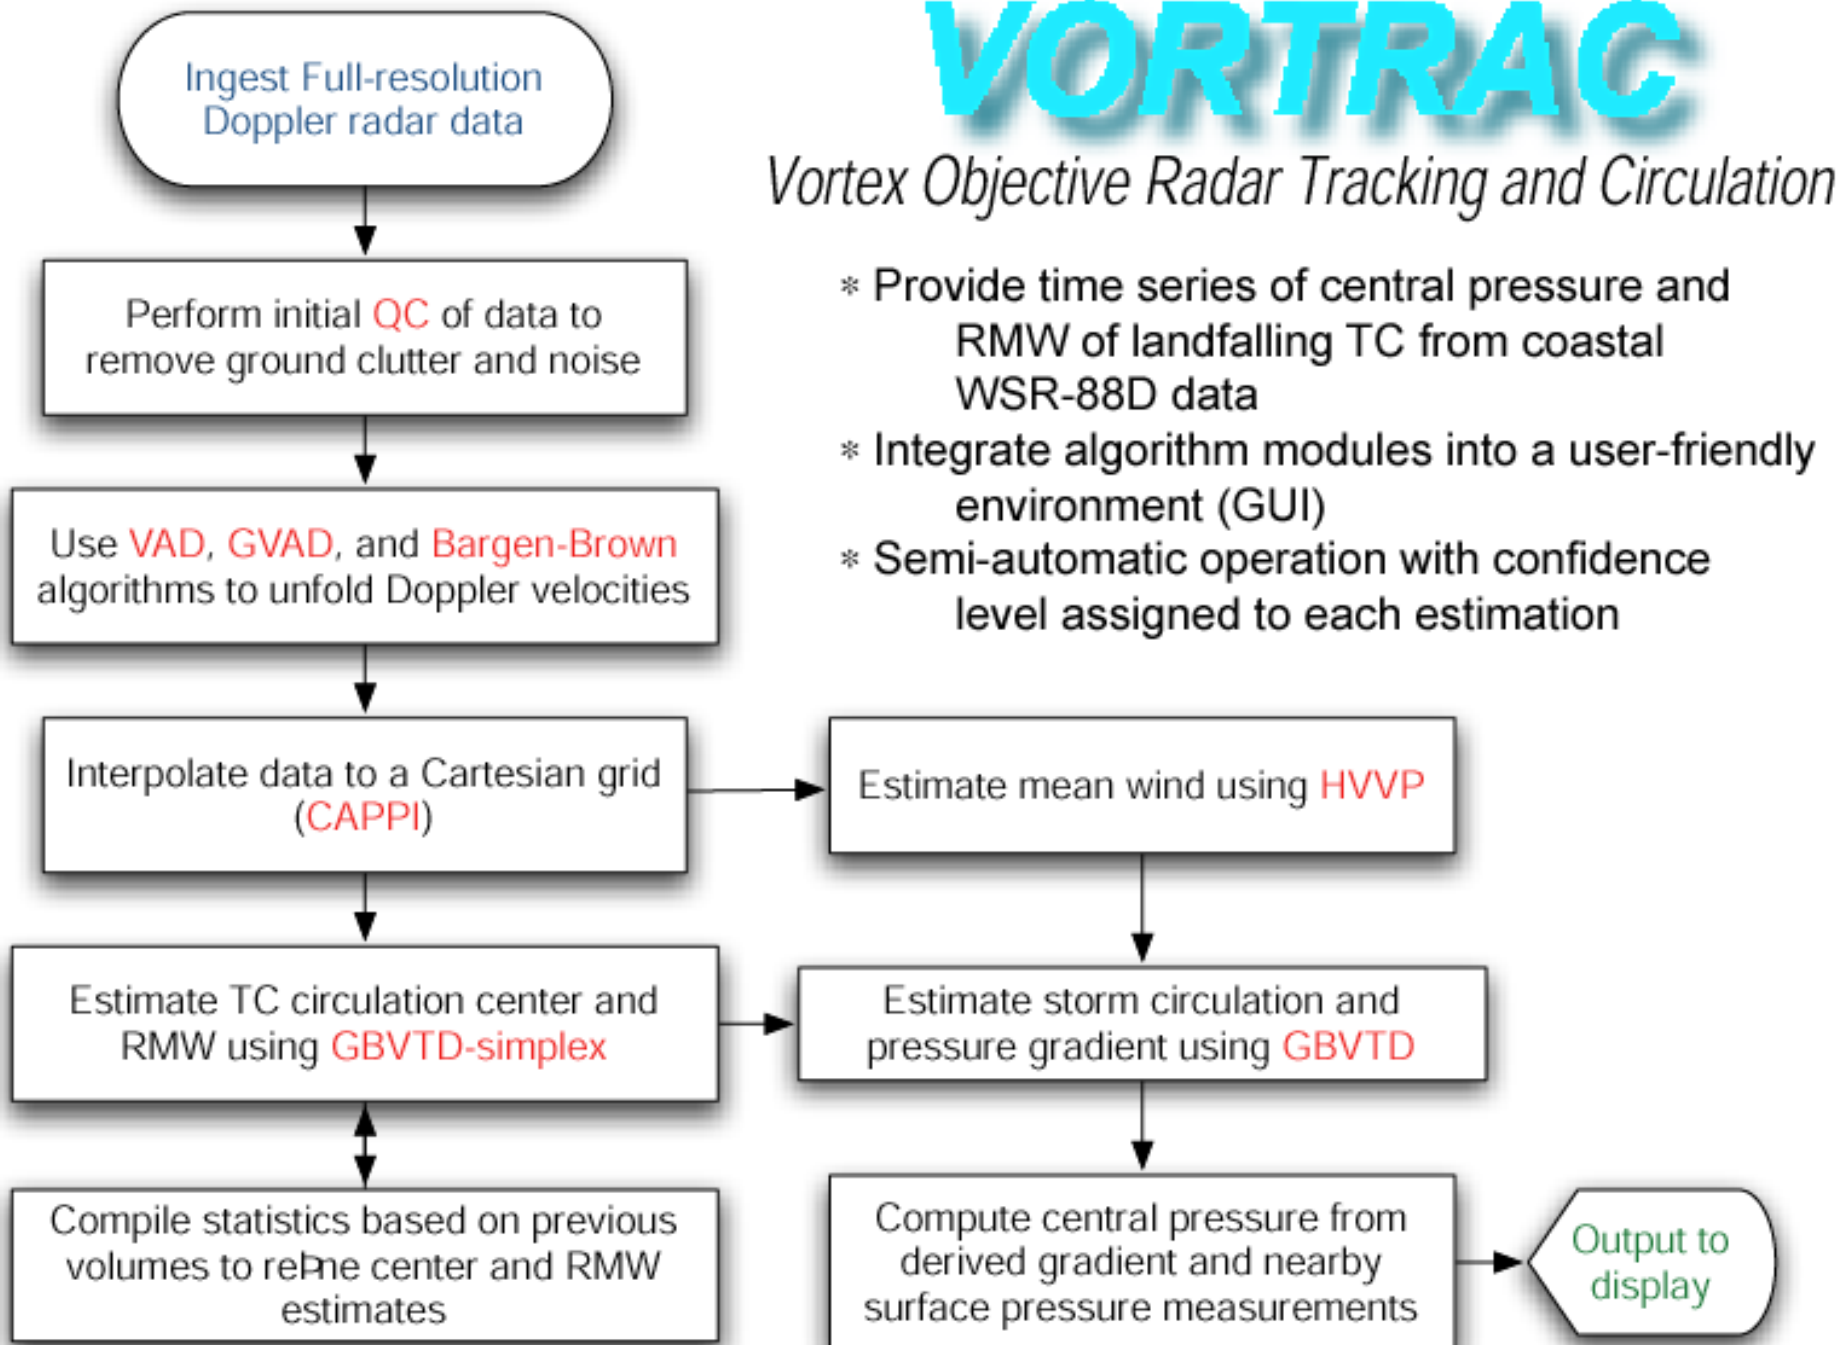 VORTRAC
Vortex Objective Radar Tracking and Circulation
* Provide time series of central pressure and
RMW of landfalling TC from coastal
WSR-88D data
* Integrate algorithm modules into a user-friendly
environment (GUI)
* Semi-automatic operation with confidence
level assigned to each estimation
Ingest Full-resolution
Doppler radar data
Perform initial QC of data to
remove ground clutter and noise
Use VAD, GVAD, and Bargen-Brown
algorithms to unfold Doppler velocities
Interpolate data to a Cartesian grid
(CAPPI)
Estimate mean wind using HVVP
Estimate TC circulation center and
RMW using GBVTD-simplex
Estimate storm circulation and
pressure gradient using GBVTD
Compile statistics based on previous
volumes to reÞne center and RMW
estimates
Compute central pressure from
derived gradient and nearby
surface pressure measurements
Output to
display